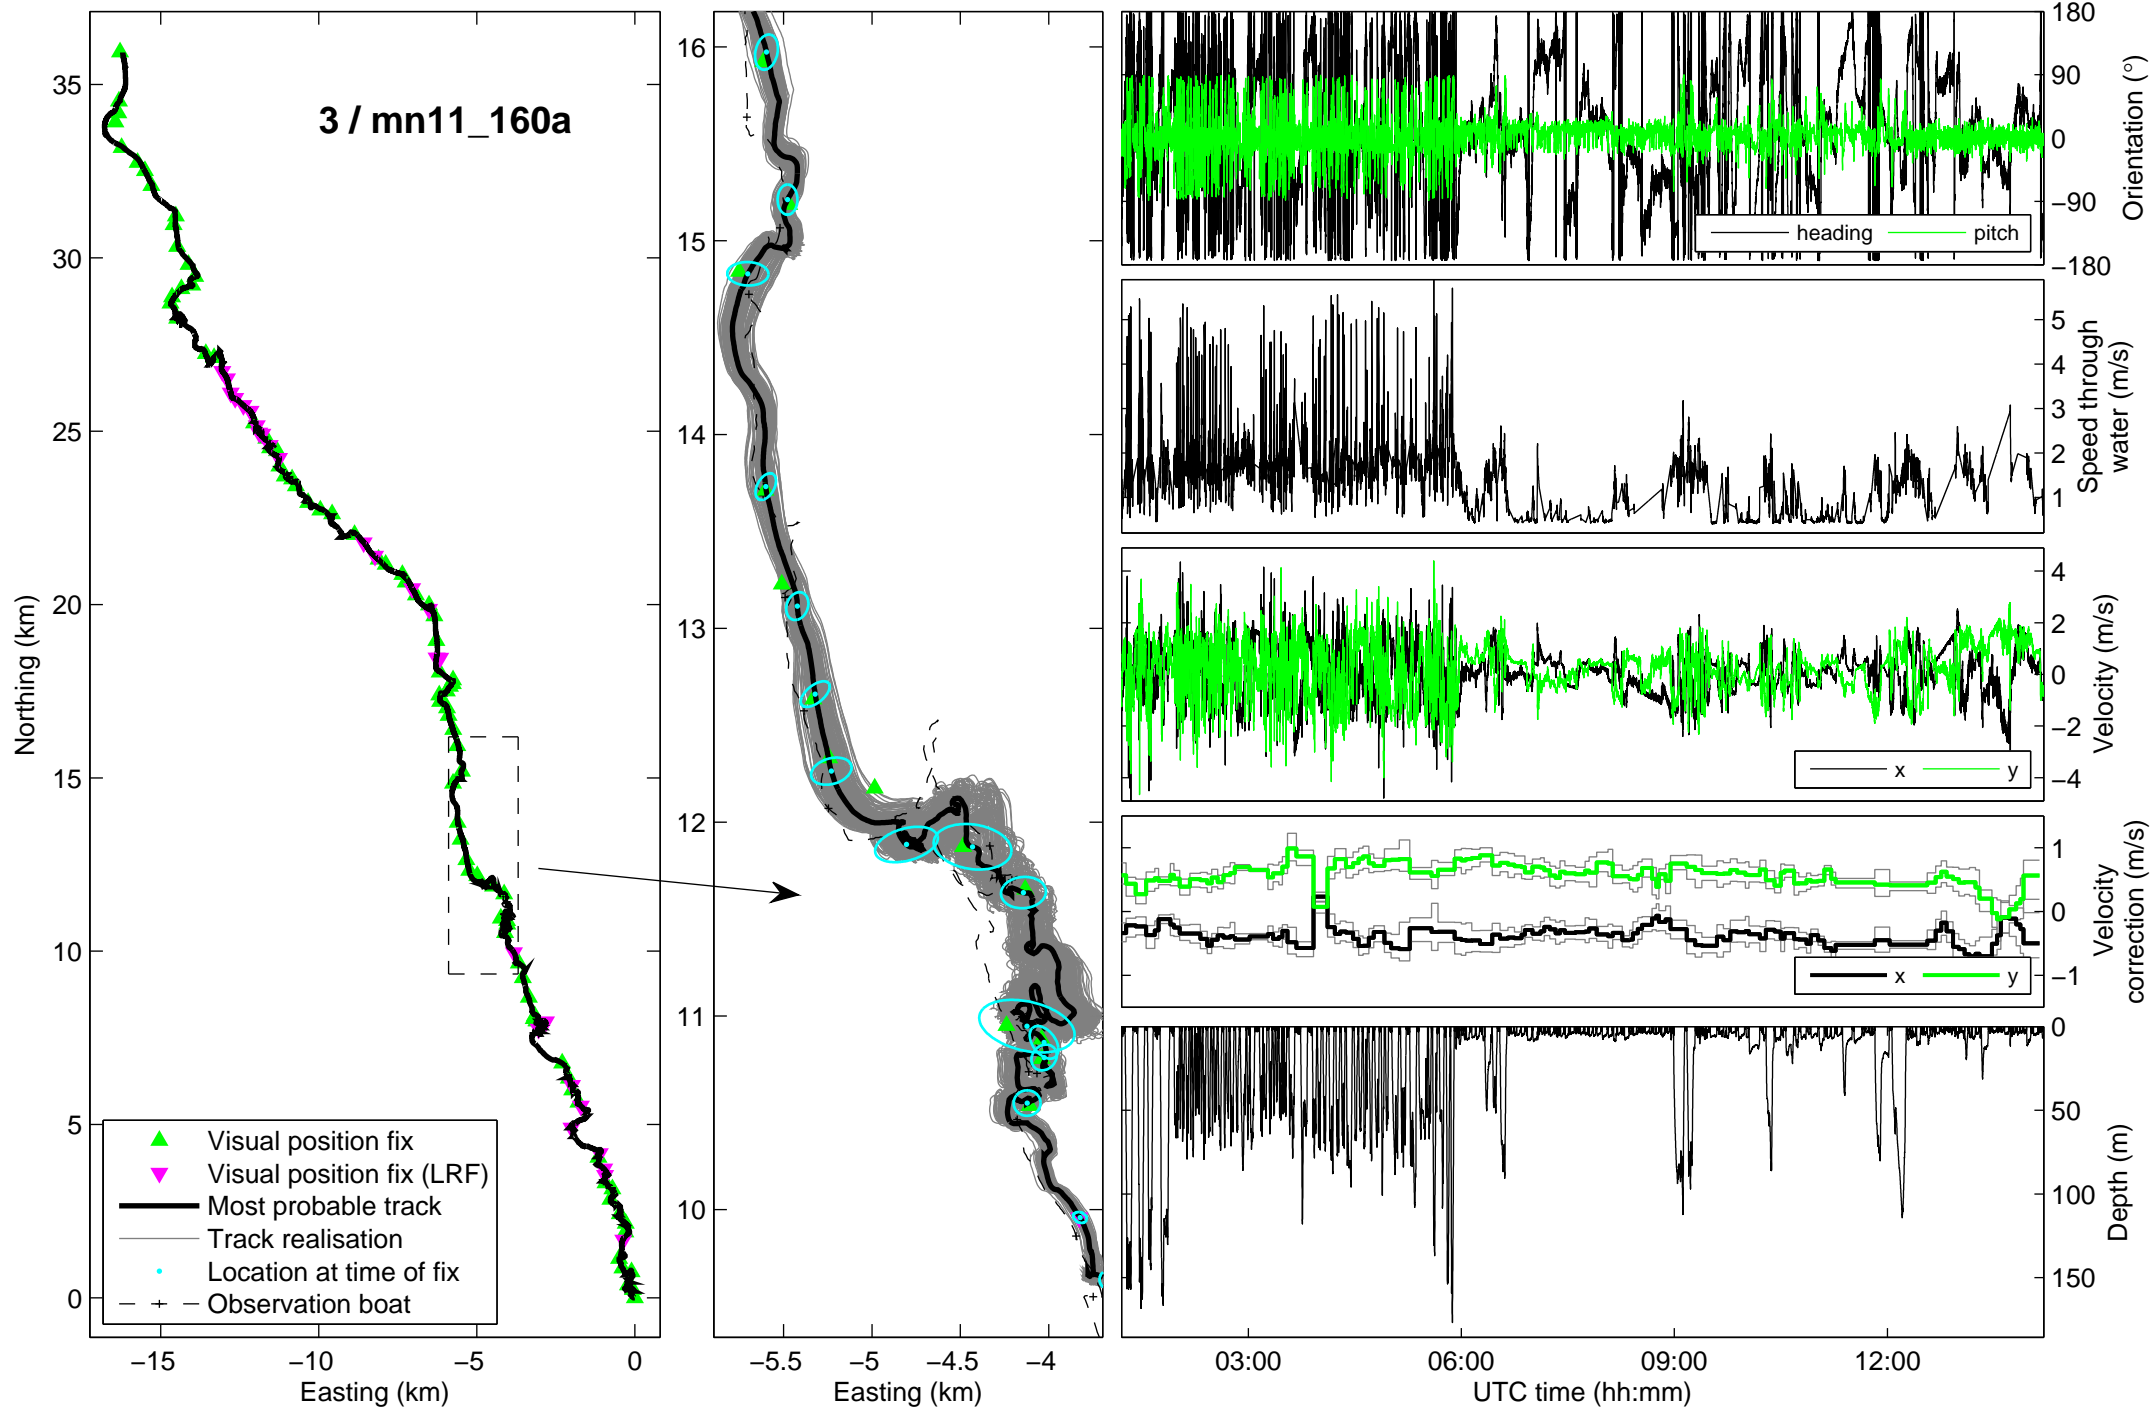 3 / mn11_160a
Northing (km)
35
30
25
20
15
10
5
0
−15
−10
−5
0
Easting (km)
Visual position fix
Visual position fix (LRF)
Most probable track
Track realisation
Location at time of fix
Observation boat
16
15
14
13
12
11
10
−5.5
−5
−4.5
−4
Easting (km)
180
90
0
−90
−180
Orientation (°)
heading
pitch
5
4
3
2
1
Speed through
water (m/s)
4
2
0
−2
−4
Velocity (m/s)
x
y
1
0
−1
Velocity
correction (m/s)
x
y
0
50
100
150
Depth (m)
03:00
06:00
09:00
12:00
UTC time (hh:mm)